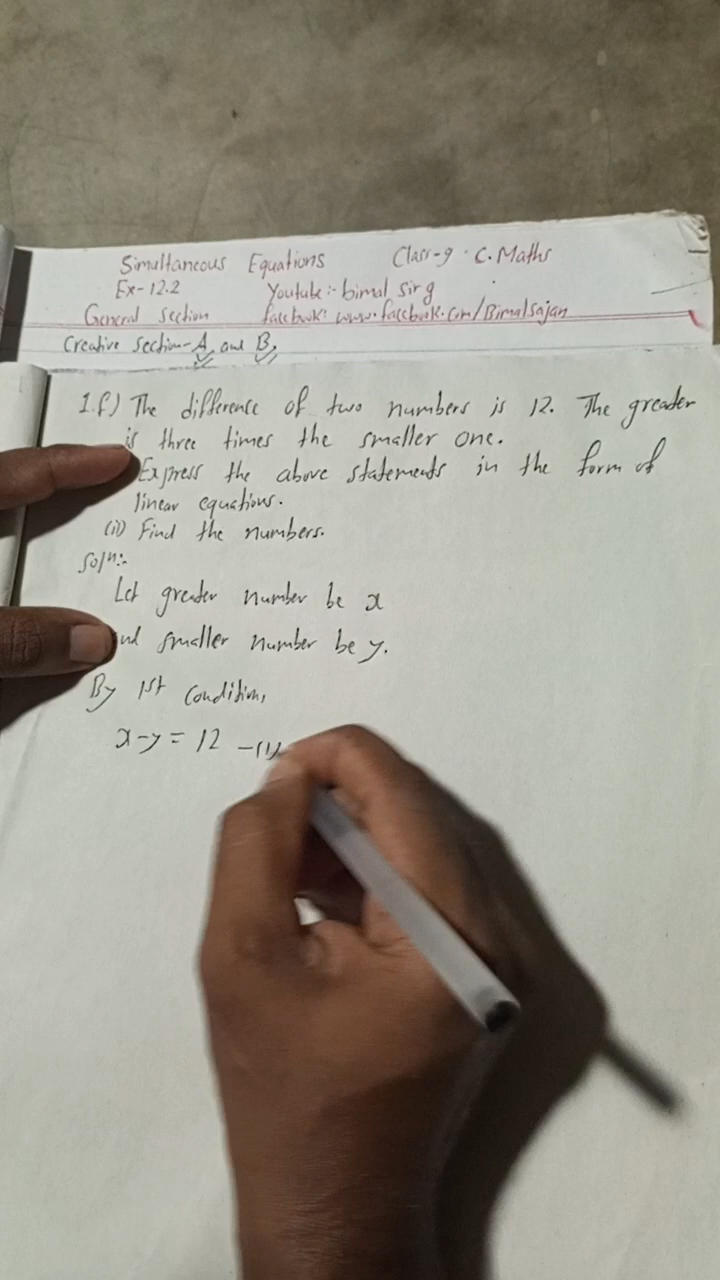 Simultaneous Equations Class-9 C. Maths
Ex-12.2 Youtube:- bimal sir g
General section facebook: www.facebook.com/Bimalsajan
Creative section-A and B,
1.f) The difference of two numbers is 12. The greater
is three times the smaller one.
Express the above statements in the form of
linear equations.
(ii) Find the numbers.
Soln:-
Let greater number be x
and smaller number be y.
By 1st condition,
x-y = 12 -(1)